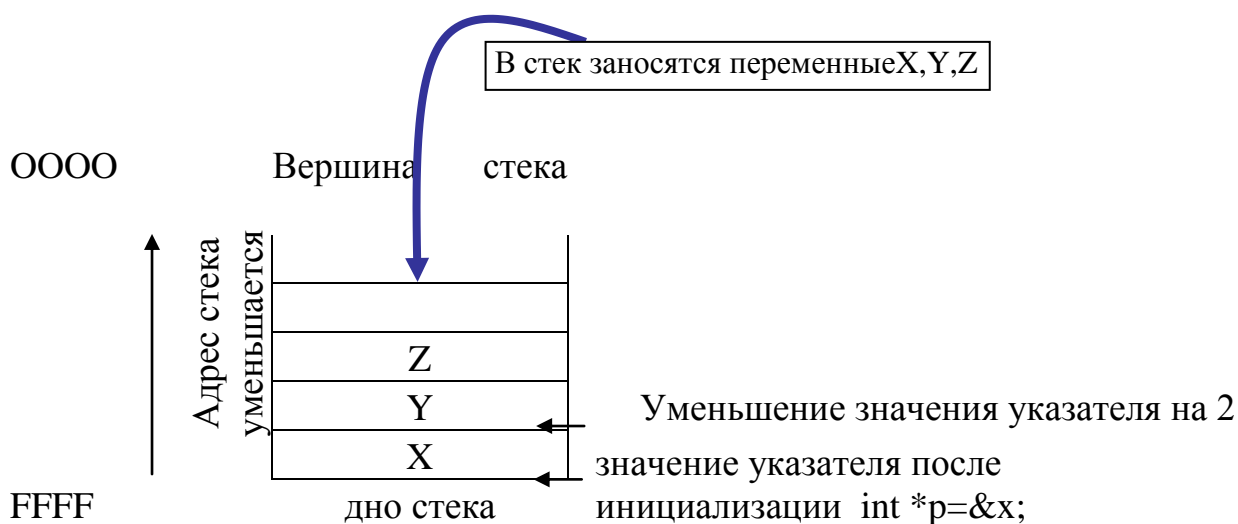 В стек заносятся переменныеX,Y,Z
OOOO
Вершина стека
Адрес стека
уменьшается
Z
Y
Уменьшение значения указателя на 2
X
значение указателя после
FFFF
дно стека
инициализации int *p=&x;